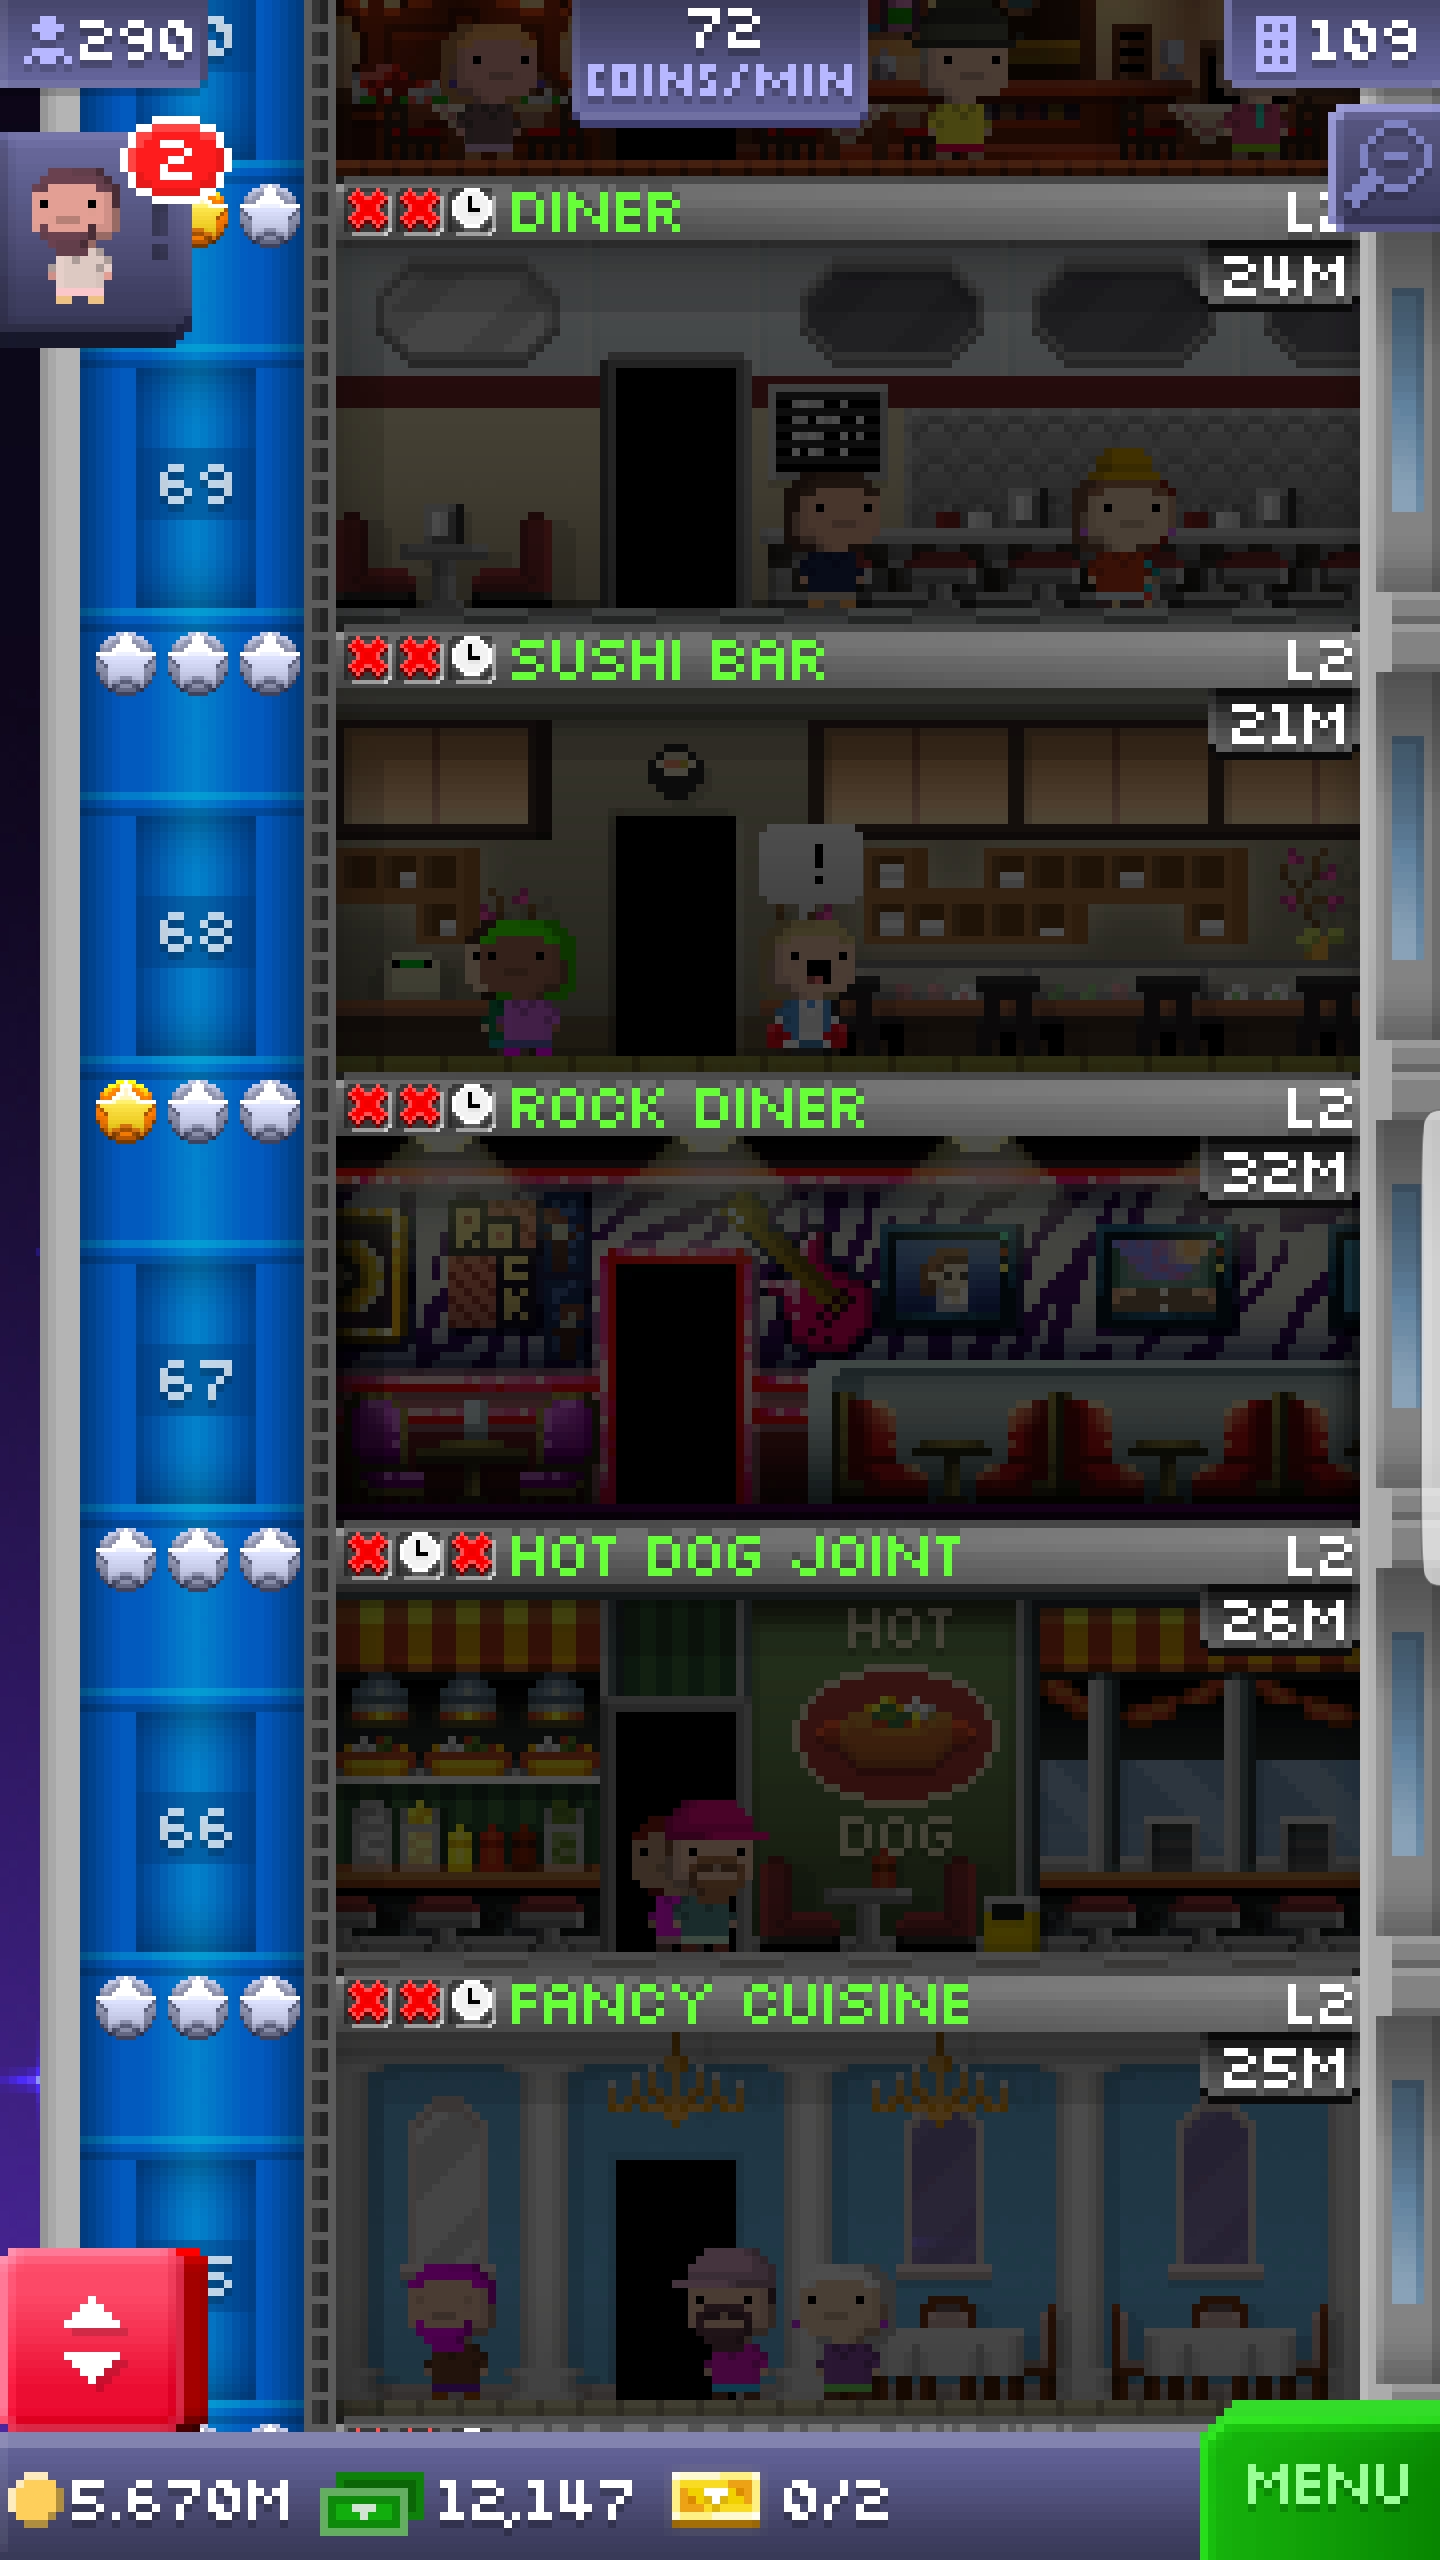 290
72
COINS/MIN
109
2
DINER
24M
69
SUSHI BAR L2
21M
!
68
ROCK DINER L2
32M
ROCK
67
HOT DOG JOINT L2
26M
HOT
DOG
66
FANCY CUISINE L2
25M
5.670M 12,147 0/2
MENU